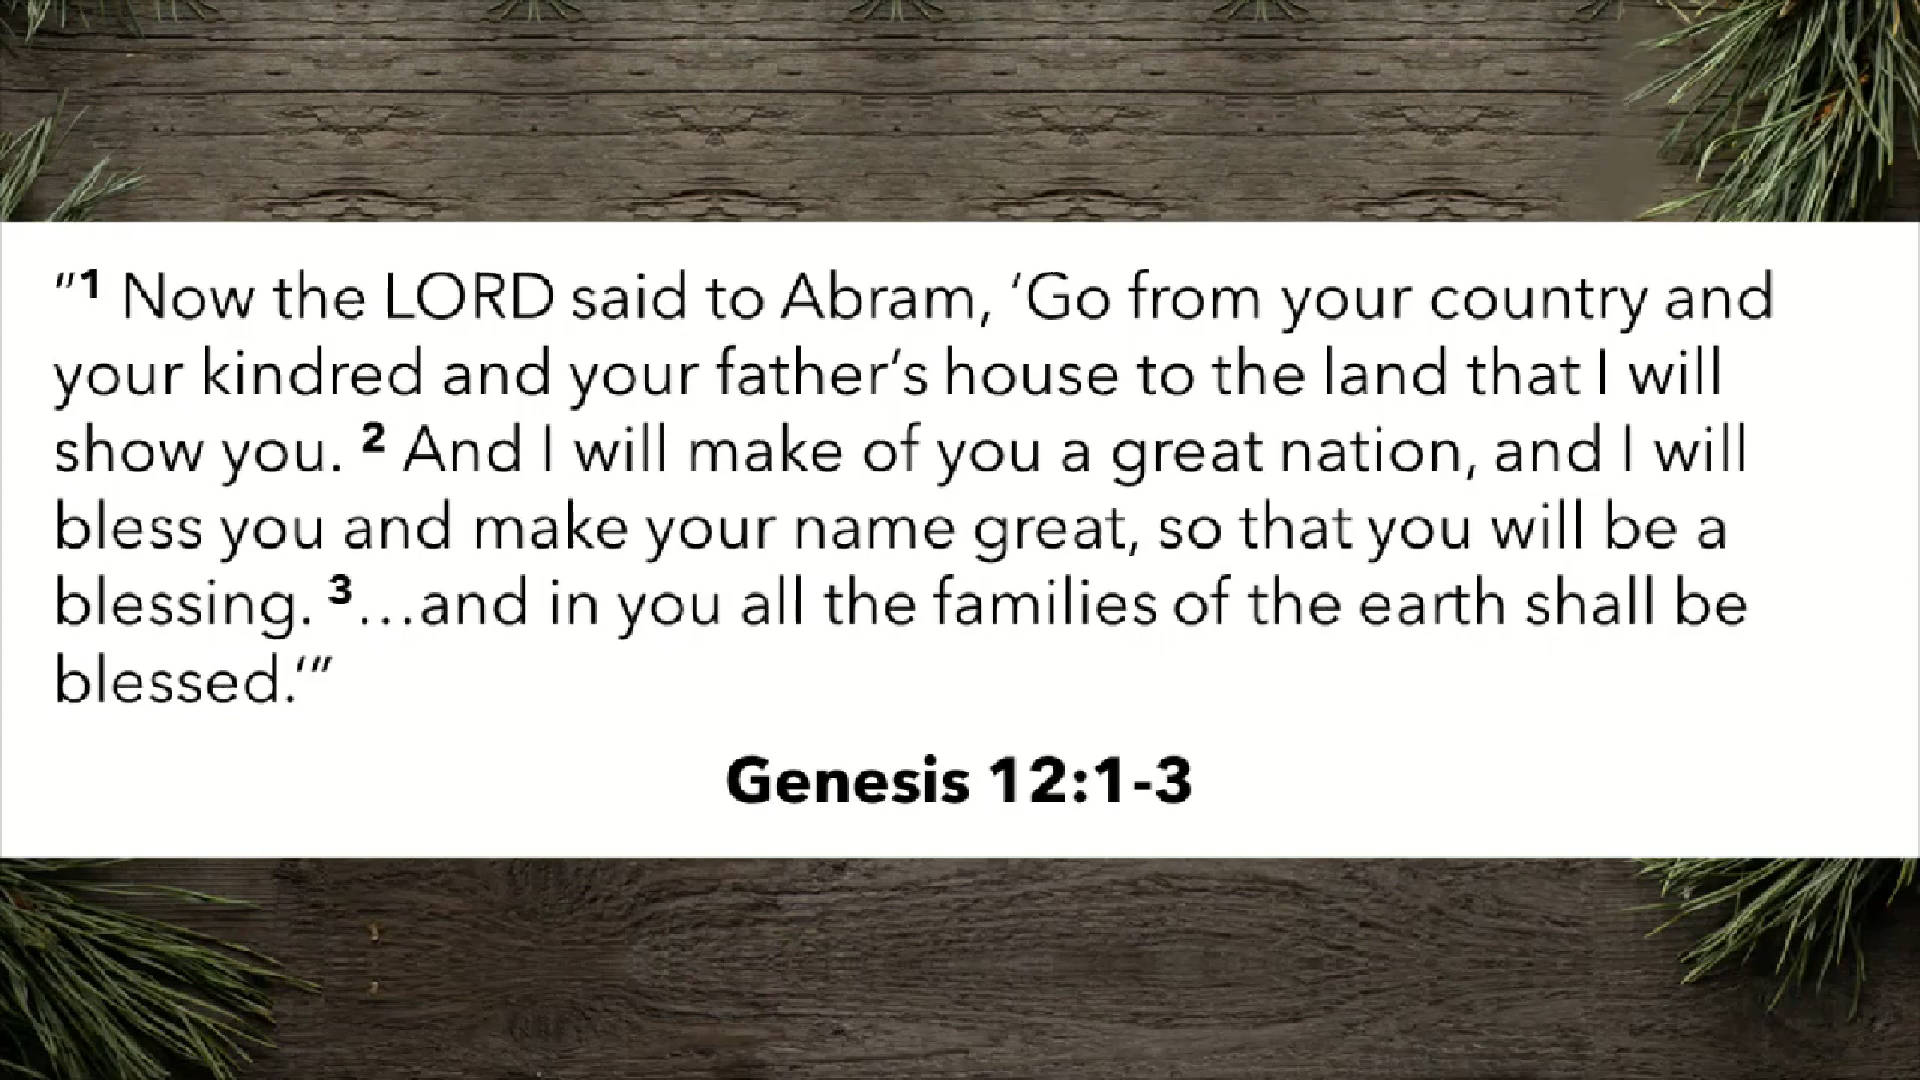 "1 Now the LORD said to Abram, ‘Go from your country and
your kindred and your father’s house to the land that I will
show you. 2 And I will make of you a great nation, and I will
bless you and make your name great, so that you will be a
blessing. 3…and in you all the families of the earth shall be
blessed.‘”
Genesis 12:1-3